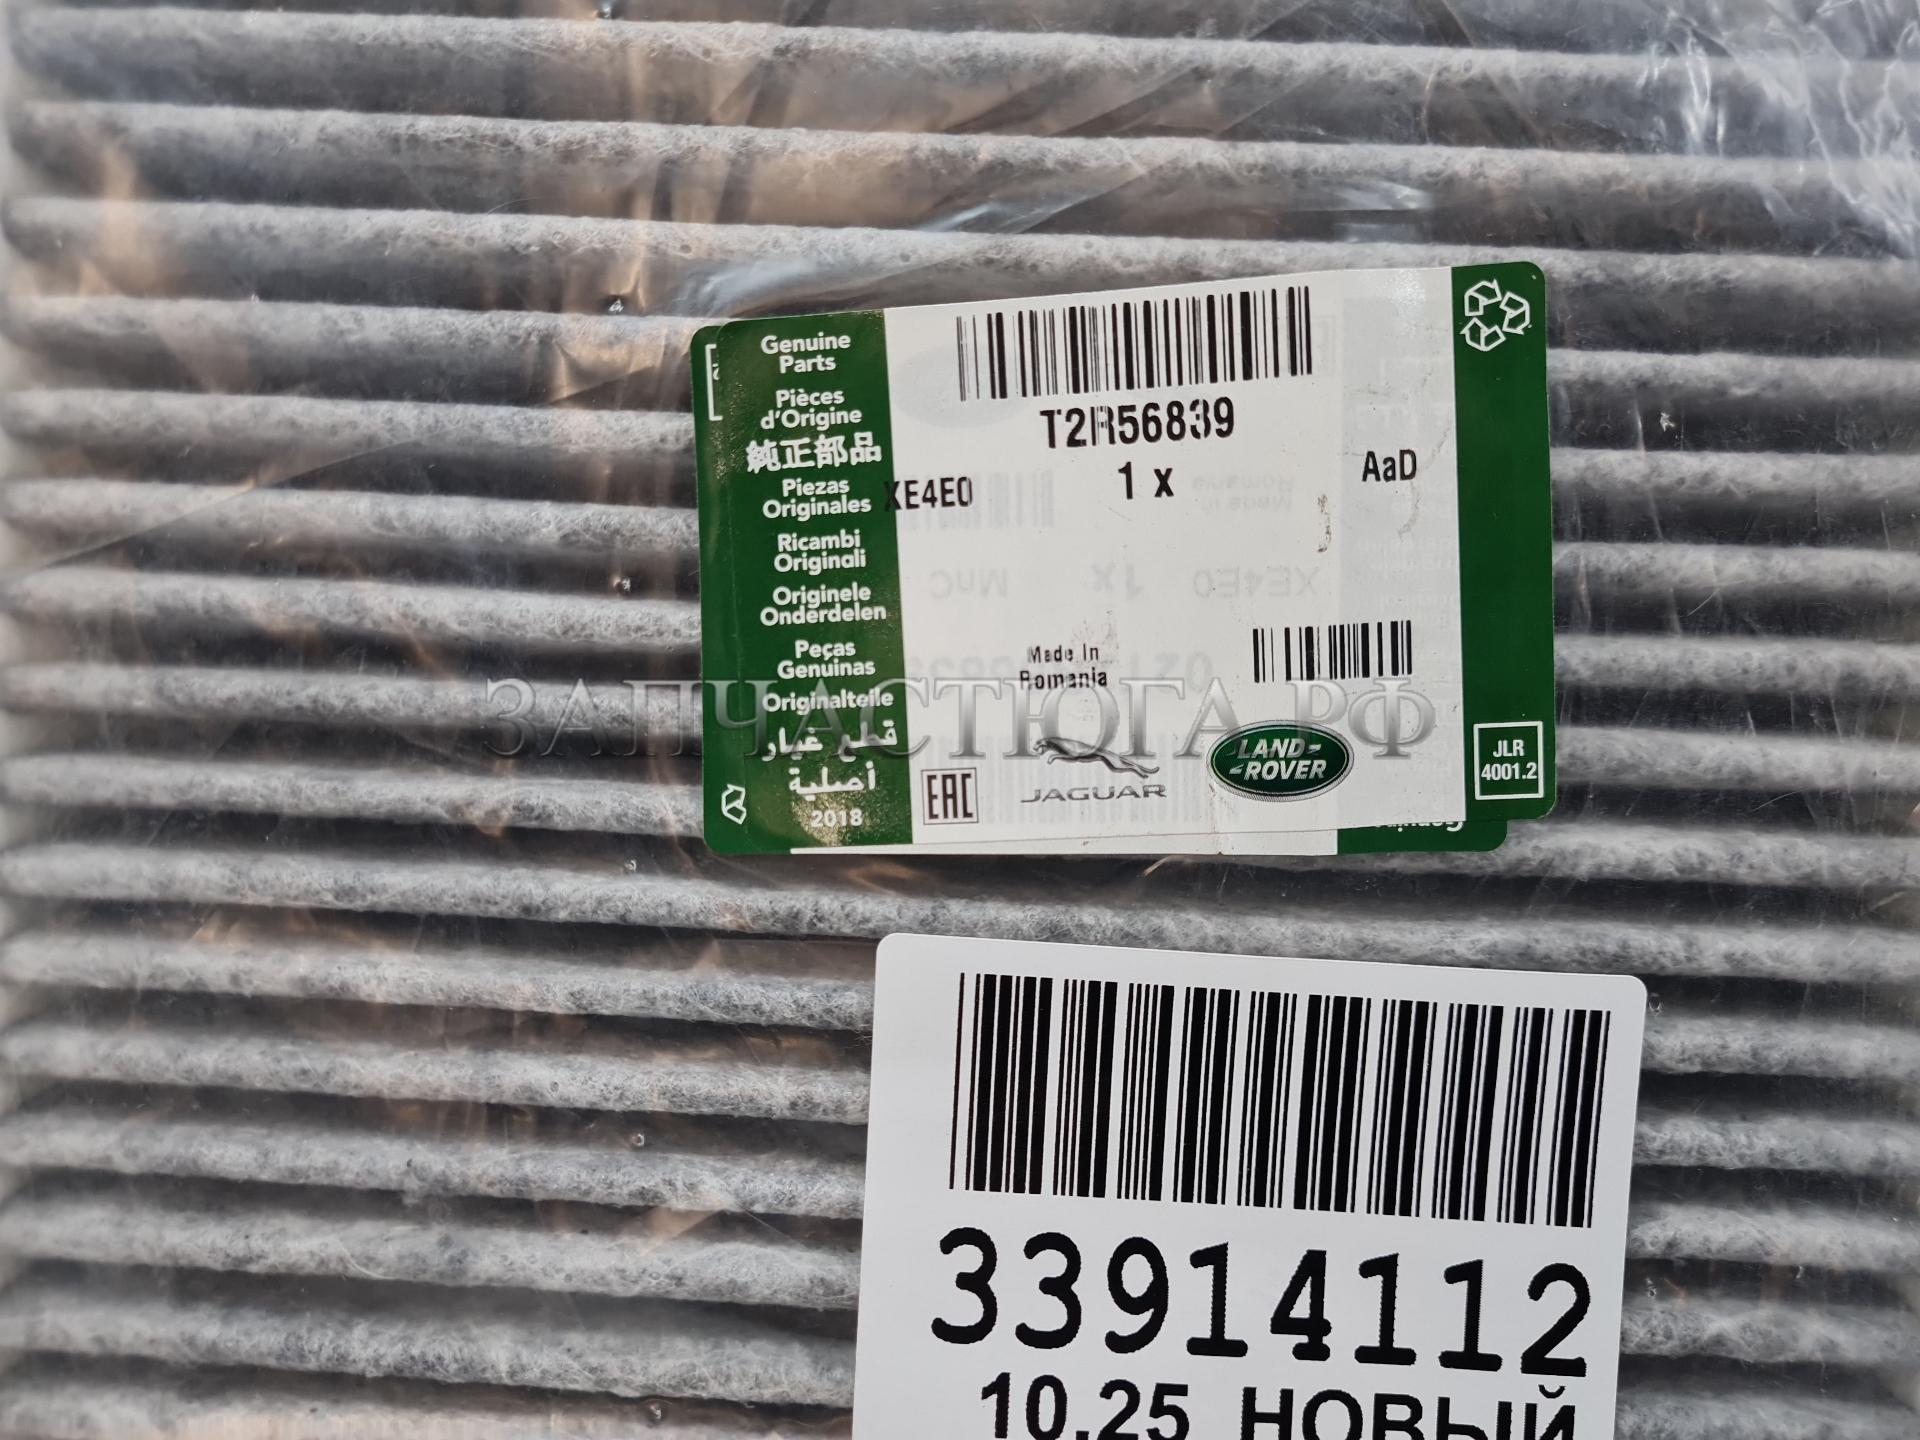 Genuine
Parts
Pièces
d'Origine
純正部品
Piezas
Originales
Ricambi
Originali
Originele
Onderdelen
Peças
Genuinas
Originalteile
قطع غيار
أصلية
2018
T2R56839
XE4E0
1 x
AaD
Made In
Romania
EAC
JAGUAR
LAND-
-ROVER
JLR
4001.2
ЗАПЧАСТЮГА.РФ
33914112
10.25 НОВЫЙ